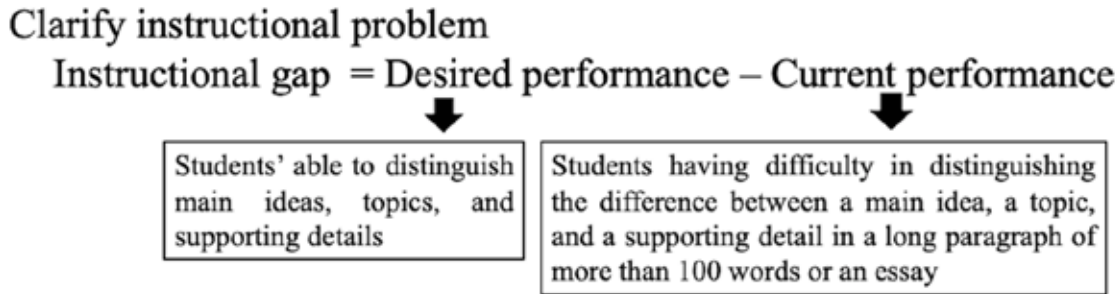 Clarify instructional problem
Instructional gap = Desired performance – Current performance
Students' able to distinguish
main ideas, topics, and
supporting details
Students having difficulty in distinguishing
the difference between a main idea, a topic,
and a supporting detail in a long paragraph of
more than 100 words or an essay